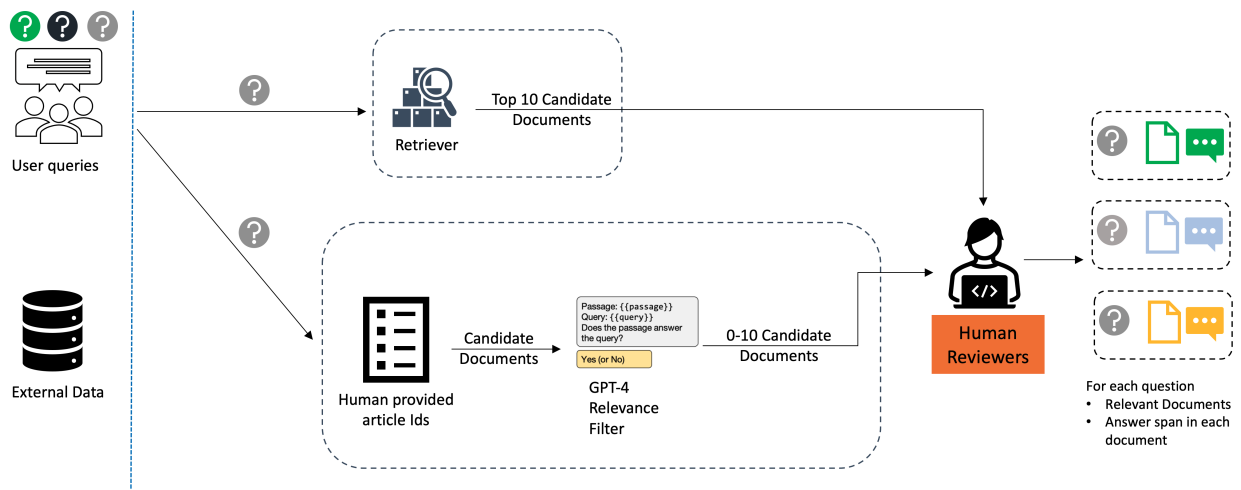 ? ? ?
User queries
External Data
?
Retriever
Top 10 Candidate
Documents
?
Human provided
article Ids
Candidate
Documents
Passage: {{passage}}
Query: {{query}}
Does the passage answer
the query?
Yes (or No)
GPT-4
Relevance
Filter
0-10 Candidate
Documents
</>
Human
Reviewers
?
?
?
For each question
• Relevant Documents
• Answer span in each
document